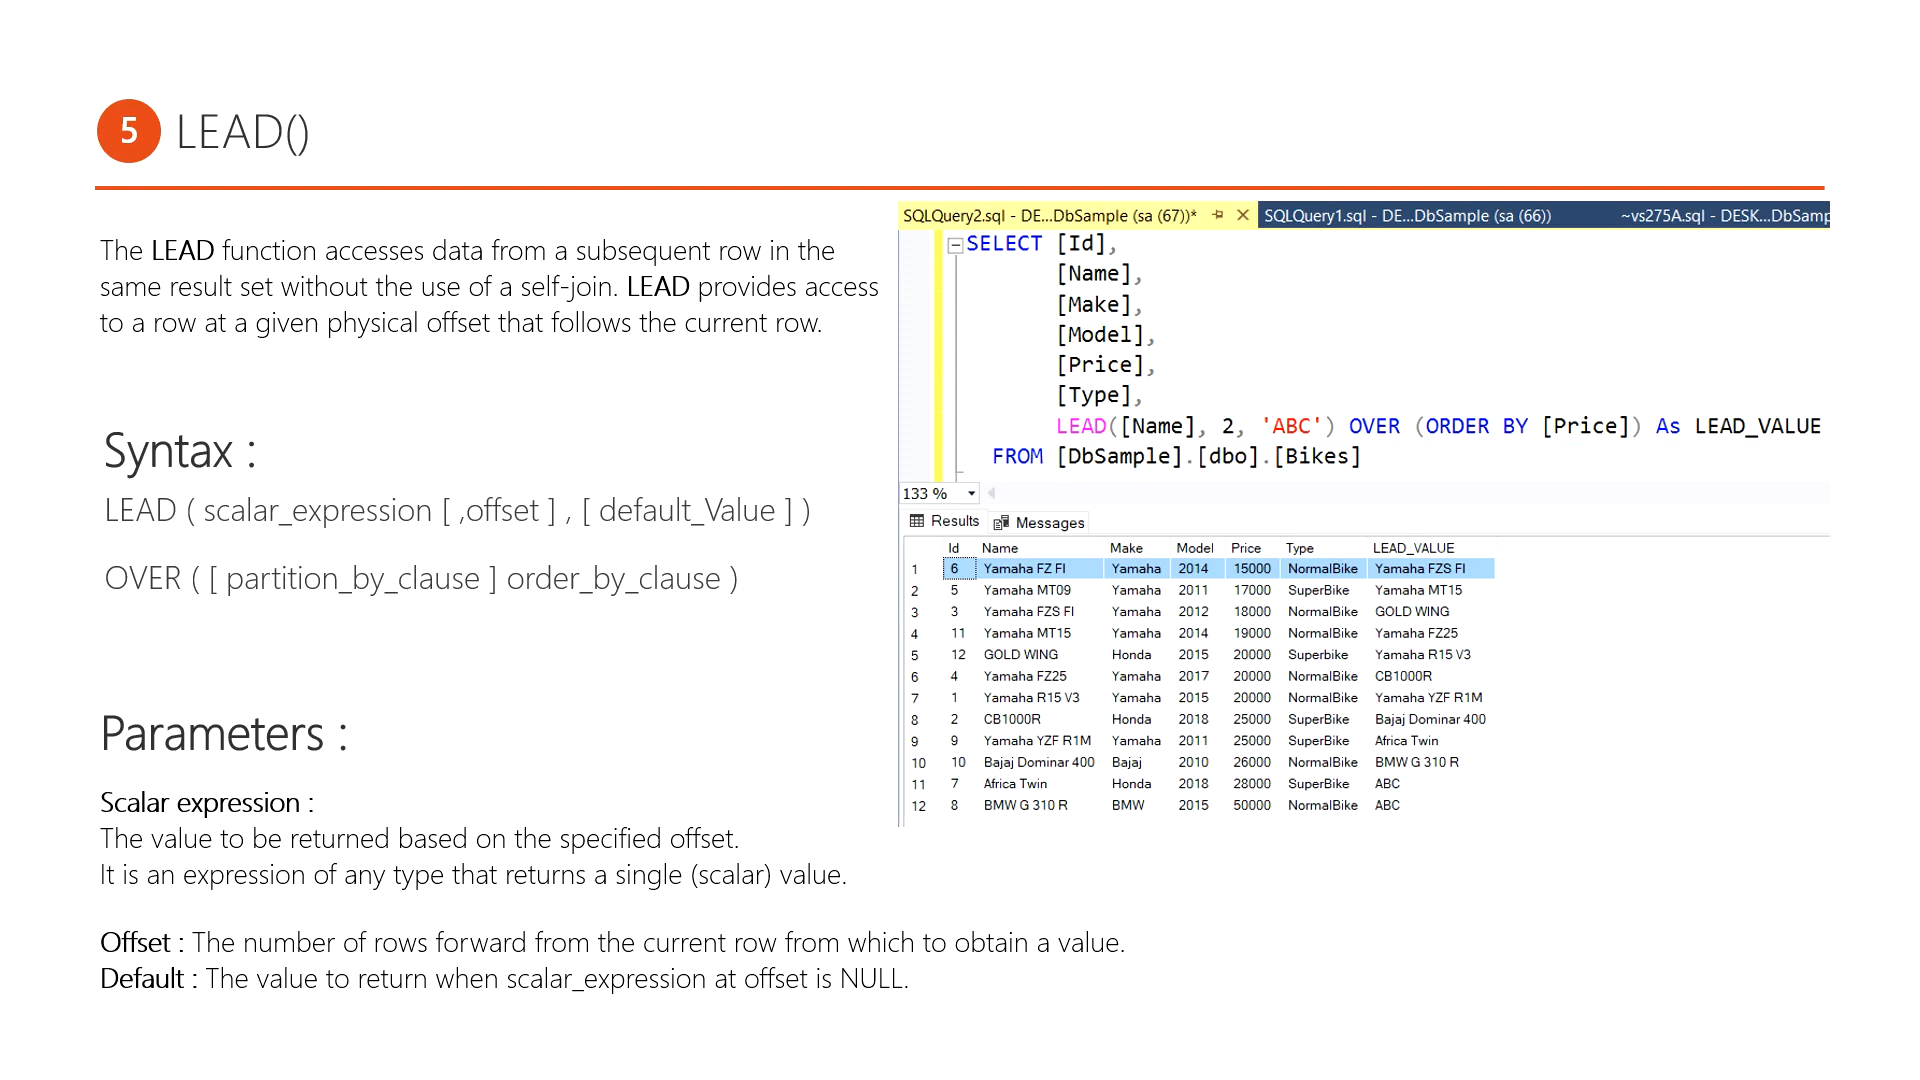 5 LEAD()
The LEAD function accesses data from a subsequent row in the
same result set without the use of a self-join. LEAD provides access
to a row at a given physical offset that follows the current row.
Syntax :
LEAD ( scalar_expression [ ,offset ] , [ default_Value ] )
OVER ( [ partition_by_clause ] order_by_clause )
Parameters :
Scalar expression :
The value to be returned based on the specified offset.
It is an expression of any type that returns a single (scalar) value.
Offset : The number of rows forward from the current row from which to obtain a value.
Default : The value to return when scalar_expression at offset is NULL.
SQLQuery2.sql - DE...DbSample (sa (67))* SQLQuery1.sql - DE...DbSample (sa (66)) ~vs275A.sql - DESK...DbSamp
SELECT [Id],
[Name],
[Make],
[Model],
[Price],
[Type],
LEAD([Name], 2, 'ABC') OVER (ORDER BY [Price]) As LEAD_VALUE
FROM [DbSample].[dbo].[Bikes]
133 %
Results Messages
Id Name Make Model Price Type LEAD_VALUE
1 6 Yamaha FZ FI Yamaha 2014 15000 NormalBike Yamaha FZS FI
2 5 Yamaha MT09 Yamaha 2011 17000 SuperBike Yamaha MT15
3 3 Yamaha FZS FI Yamaha 2012 18000 NormalBike GOLD WING
4 11 Yamaha MT15 Yamaha 2014 19000 NormalBike Yamaha FZ25
5 12 GOLD WING Honda 2015 20000 Superbike Yamaha R15 V3
6 4 Yamaha FZ25 Yamaha 2017 20000 NormalBike CB1000R
7 1 Yamaha R15 V3 Yamaha 2015 20000 NormalBike Yamaha YZF R1M
8 2 CB1000R Honda 2018 25000 SuperBike Bajaj Dominar 400
9 9 Yamaha YZF R1M Yamaha 2011 25000 SuperBike Africa Twin
10 10 Bajaj Dominar 400 Bajaj 2010 26000 NormalBike BMW G 310 R
11 7 Africa Twin Honda 2018 28000 SuperBike ABC
12 8 BMW G 310 R BMW 2015 50000 NormalBike ABC